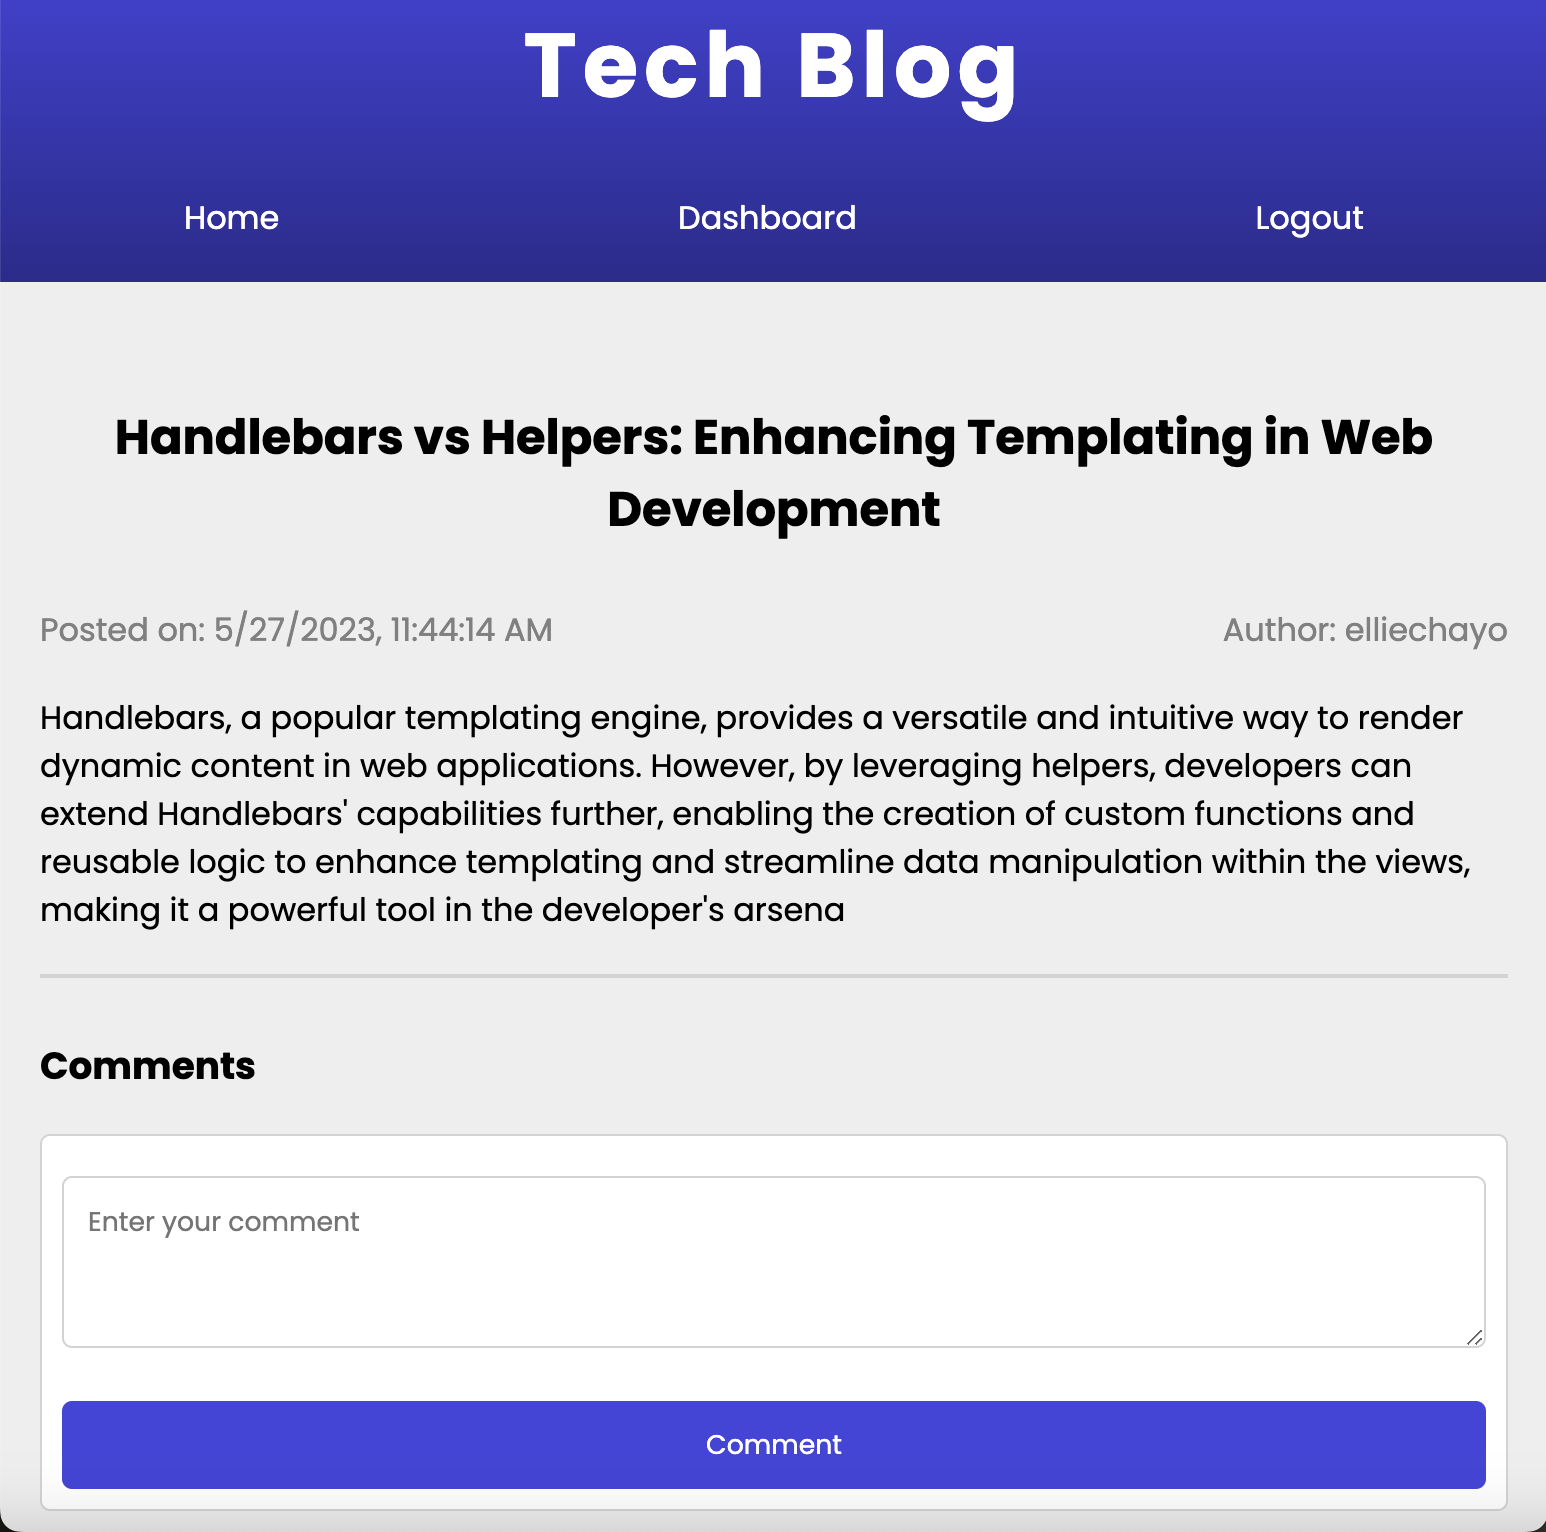 Tech Blog
Home Dashboard Logout
Handlebars vs Helpers: Enhancing Templating in Web
Development
Posted on: 5/27/2023, 11:44:14 AM Author: elliechayo
Handlebars, a popular templating engine, provides a versatile and intuitive way to render
dynamic content in web applications. However, by leveraging helpers, developers can
extend Handlebars' capabilities further, enabling the creation of custom functions and
reusable logic to enhance templating and streamline data manipulation within the views,
making it a powerful tool in the developer's arsena
Comments
Enter your comment
Comment